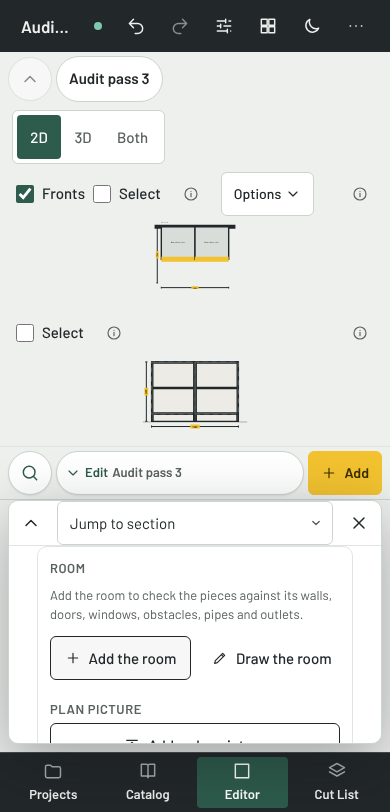 Audi...
Audit pass 3
2D
3D
Both
Fronts
Select
Options
Select
Edit Audit pass 3
Add
Jump to section
ROOM
Add the room to check the pieces against its walls,
doors, windows, obstacles, pipes and outlets.
Add the room
Draw the room
PLAN PICTURE
Projects
Catalog
Editor
Cut List